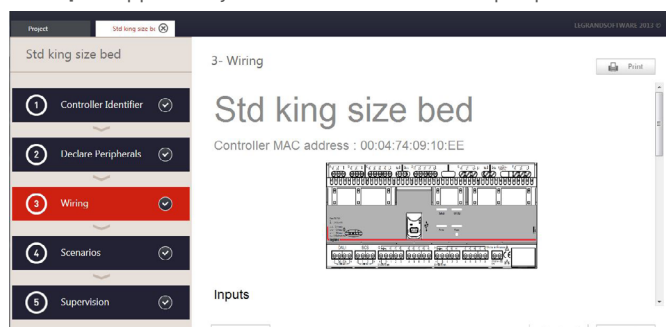 Project
Std king size b
LEGRANDSOFTWARE 2012 ©
Std king size bed
3- Wiring
Print
Std king size bed
Controller MAC address : 00:04:74:09:10:EE
1 Controller Identifier
2 Declare Peripherals
3 Wiring
4 Scenarios
5 Supervision
DALI
BUS
Inputs